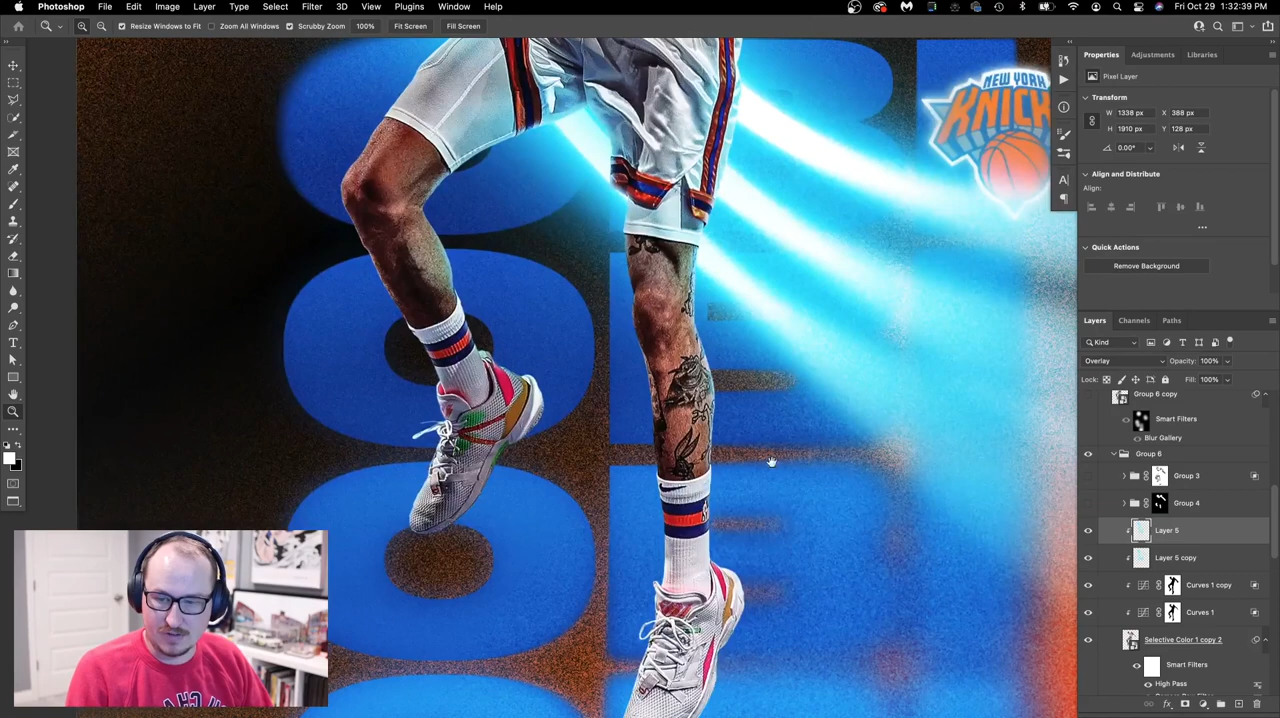 Photoshop File Edit Image Layer Type Select Filter 3D View Plugins Window Help Fri Oct 29 1:32:39 PM
Resize Windows to Fit Zoom All Windows Scrubby Zoom 100% Fit Screen Fill Screen
Properties Adjustments Libraries
Pixel Layer
Transform
W 1338 px X 388 px
H 1910 px Y 128 px
0.00°
Align and Distribute
Align:
Quick Actions
Remove Background
Layers Channels Paths
Kind
Overlay Opacity: 100%
Lock: Fill: 100%
Group 6 copy
Smart Filters
Blur Gallery
Group 6
Group 3
Group 4
Layer 5
Layer 5 copy
Curves 1 copy
Curves 1
Selective Color 1 copy 2
Smart Filters
High Pass
NEW YORK
KNICK